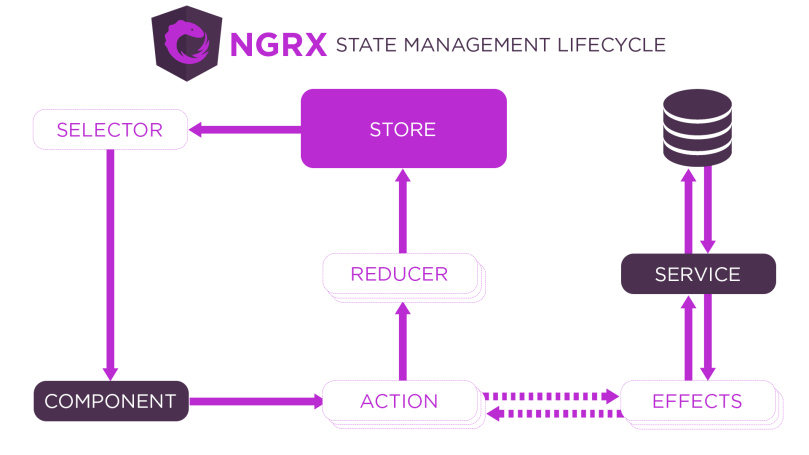 NGRX STATE MANAGEMENT LIFECYCLE
SELECTOR
STORE
REDUCER
SERVICE
COMPONENT
ACTION
EFFECTS